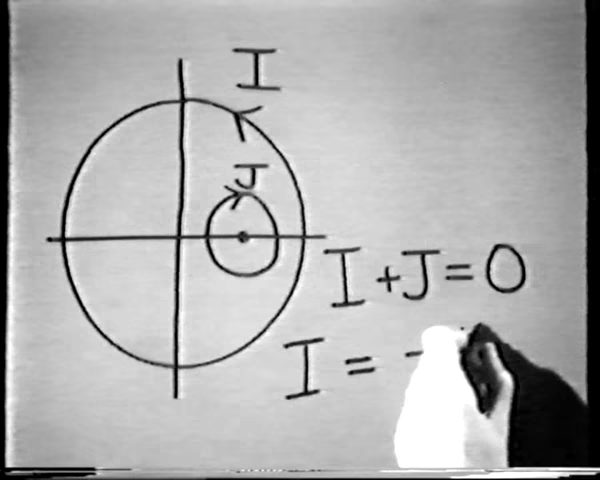 I
J
I + J = 0
I = -